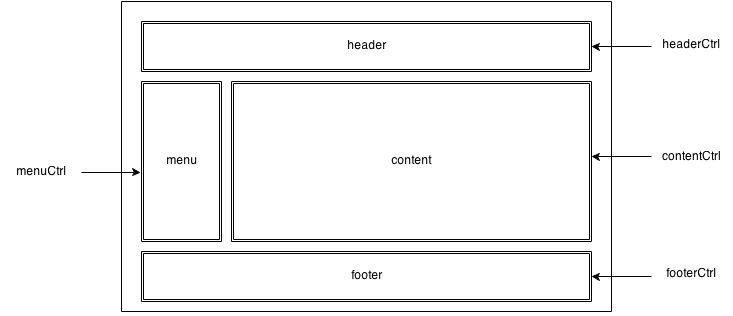 header
headerCtrl
menu
content
contentCtrl
menuCtrl
footer
footerCtrl